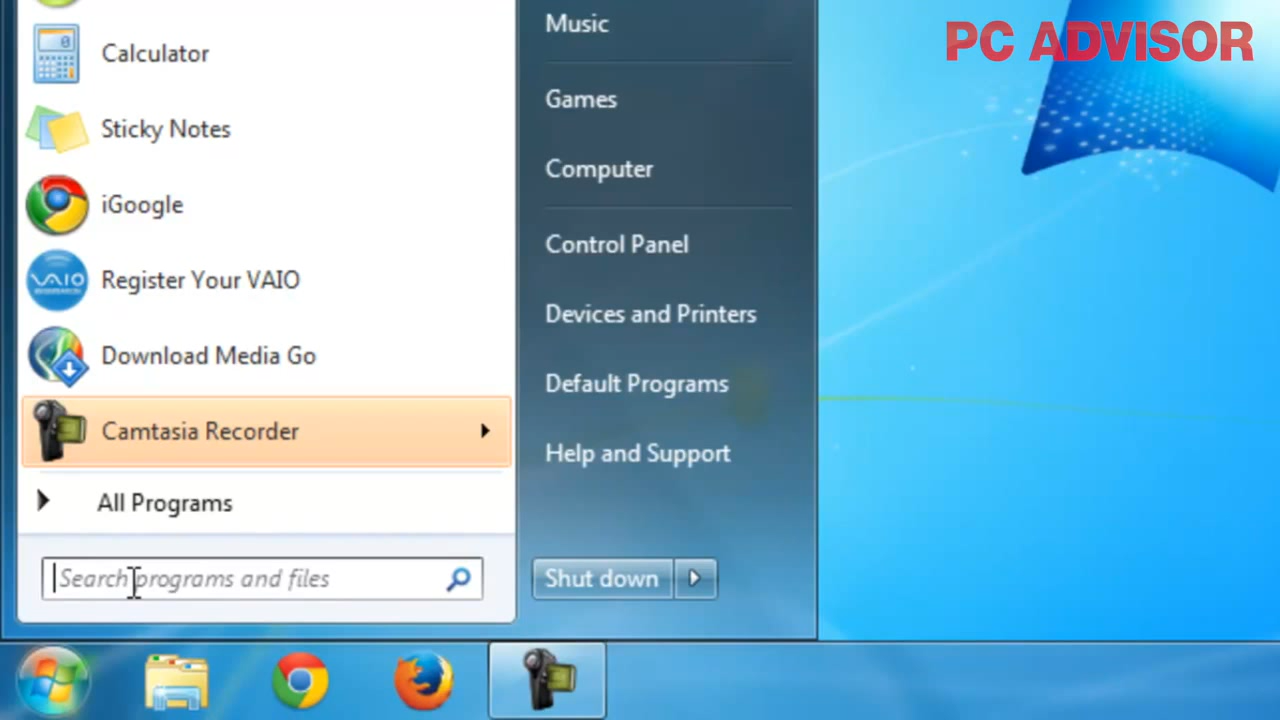 PC ADVISOR
Calculator
Sticky Notes
iGoogle
Register Your VAIO
Download Media Go
Camtasia Recorder
All Programs
Search programs and files
Music
Games
Computer
Control Panel
Devices and Printers
Default Programs
Help and Support
Shut down
VAIO